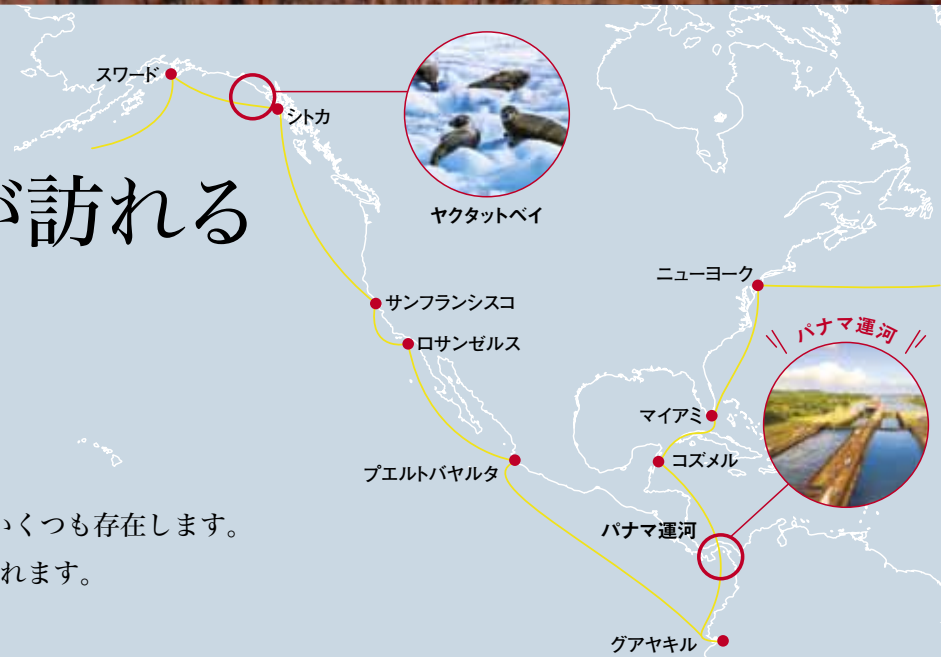 スワード
シトカ
ヤクタットベイ
が訪れる
ニューヨーク
サンフランシスコ
パナマ運河
ロサンゼルス
マイアミ
コズメル
プエルトバヤルタ
いくつも存在します。
パナマ運河
れます。
グアヤキル